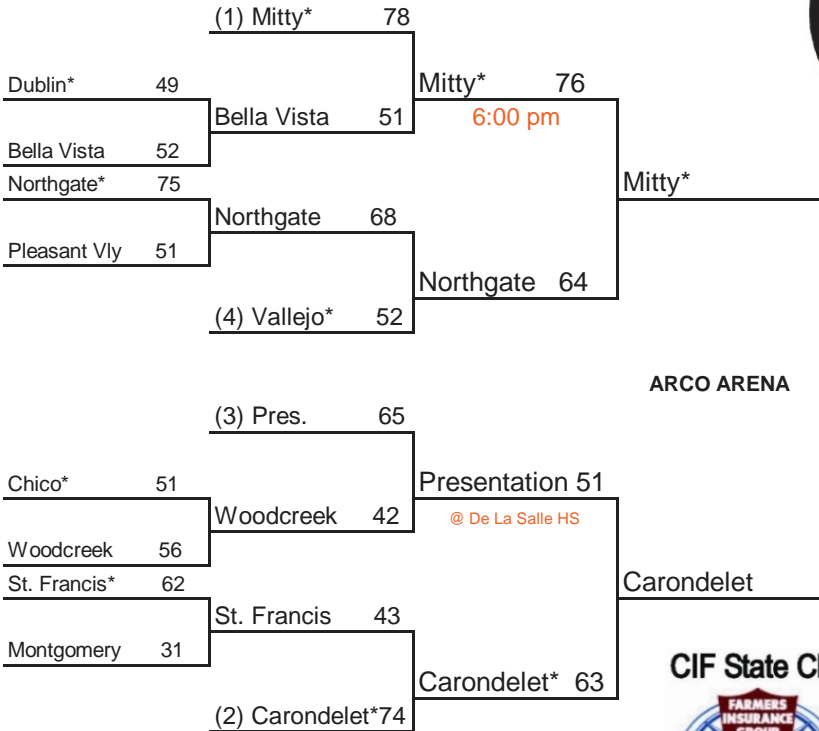 (1) Mitty* 78
Dublin* 49
Mitty* 76
Bella Vista 51
6:00 pm
Bella Vista 52
Northgate* 75
Mitty*
Northgate 68
Pleasant Vly 51
Northgate 64
(4) Vallejo* 52
ARCO ARENA
(3) Pres. 65
Chico* 51
Presentation 51
Woodcreek 42
@ De La Salle HS
Woodcreek 56
St. Francis* 62
Carondelet
St. Francis 43
Montgomery 31
CIF State
Carondelet* 63
(2) Carondelet*74
FARMERS
INSURANCE